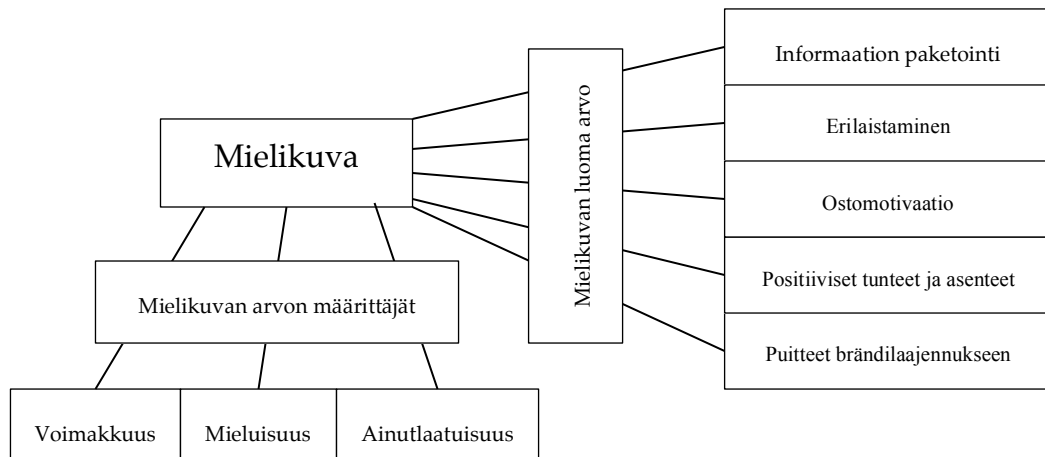 Mielikuva
Mielikuvan arvon määrittäjät
Voimakkuus
Mieluisuus
Ainutlaatuisuus
Mielikuvan luoma arvo
Informaation paketointi
Erilaistaminen
Ostomotivaatio
Positiiviset tunteet ja asenteet
Puitteet brändilaajennukseen